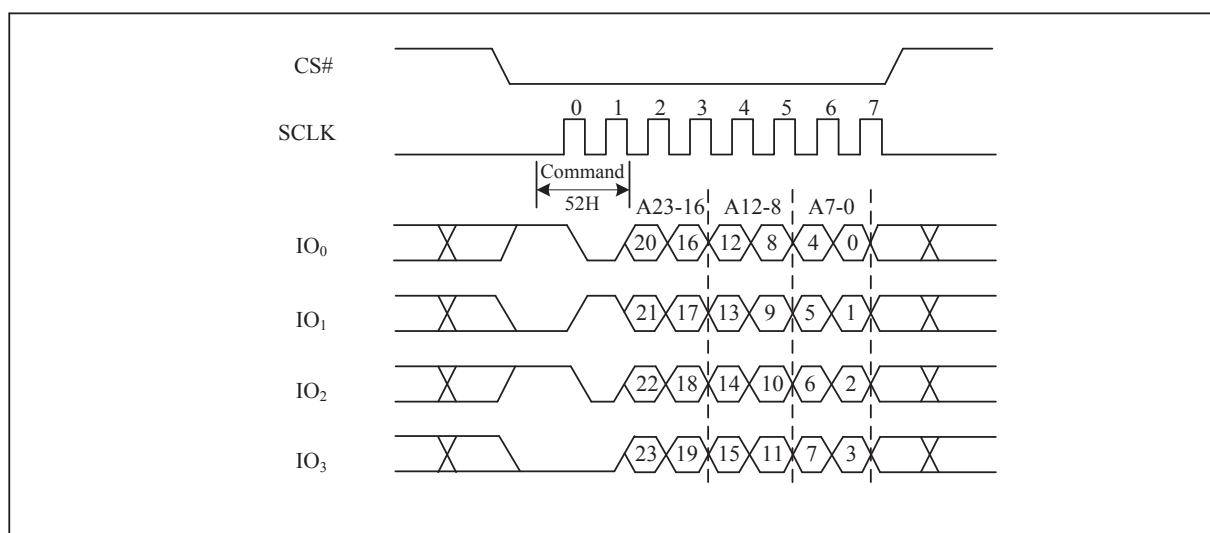 CS#
0 1 2 3 4 5 6 7
SCLK
Command
52H
A23-16 A12-8 A7-0
IO0 20 16 12 8 4 0
IO1 21 17 13 9 5 1
IO2 22 18 14 10 6 2
IO3 23 19 15 11 7 3